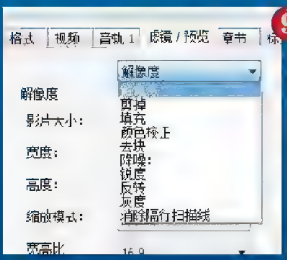 格式 视频 音轨 1 虑镜 / 预览 章节
解像度
解像度
剪掉
填充
影片大小:
颜色校正
去块
降噪:
宽度:
锐度
反转
高度:
灰度
消除隔行扫描线
缩放模式:
宽高比
16 9